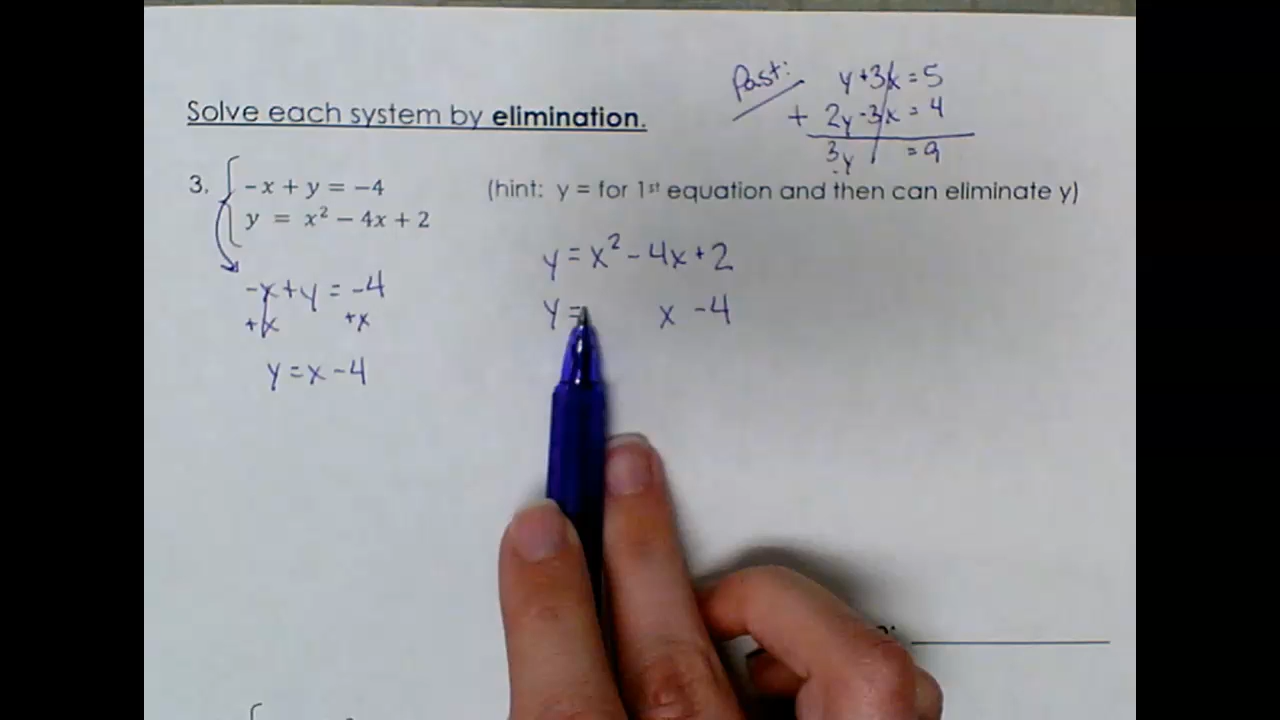 Past: y + 3x = 5
+ 2y - 3x = 4
3y = 9
Solve each system by elimination.
3. -x + y = -4 (hint: y = for 1st equation and then can eliminate y)
y = x² - 4x + 2
y = x² - 4x + 2
-x + y = -4
+x +x
y = x - 4
y = x - 4